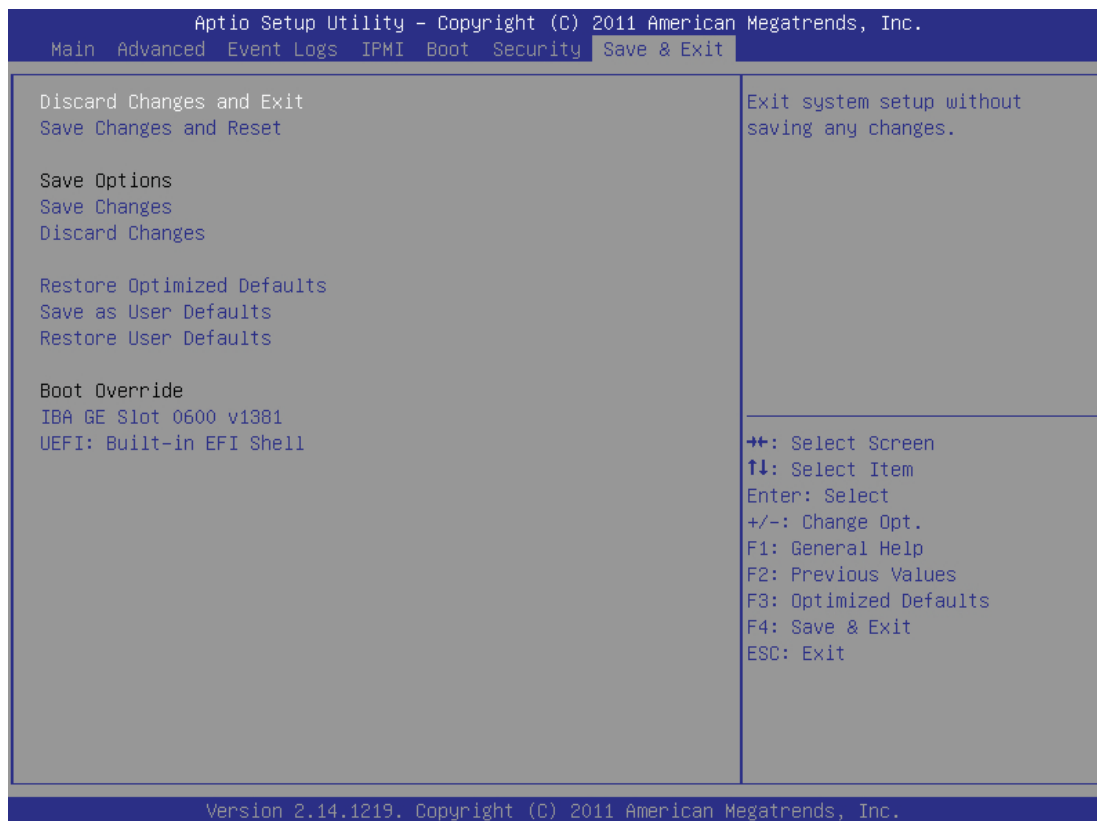 Aptio Setup Utility – Copyright (C) 2011 American Megatrends, Inc.
Main Advanced Event Logs IPMI Boot Security Save & Exit
Discard Changes and Exit
Save Changes and Reset
Save Options
Save Changes
Discard Changes
Restore Optimized Defaults
Save as User Defaults
Restore User Defaults
Boot Override
IBA GE Slot 0600 v1381
UEFI: Built-in EFI Shell
Exit system setup without
saving any changes.
→←: Select Screen
↑↓: Select Item
Enter: Select
+/-: Change Opt.
F1: General Help
F2: Previous Values
F3: Optimized Defaults
F4: Save & Exit
ESC: Exit
Version 2.14.1219. Copyright (C) 2011 American Megatrends, Inc.